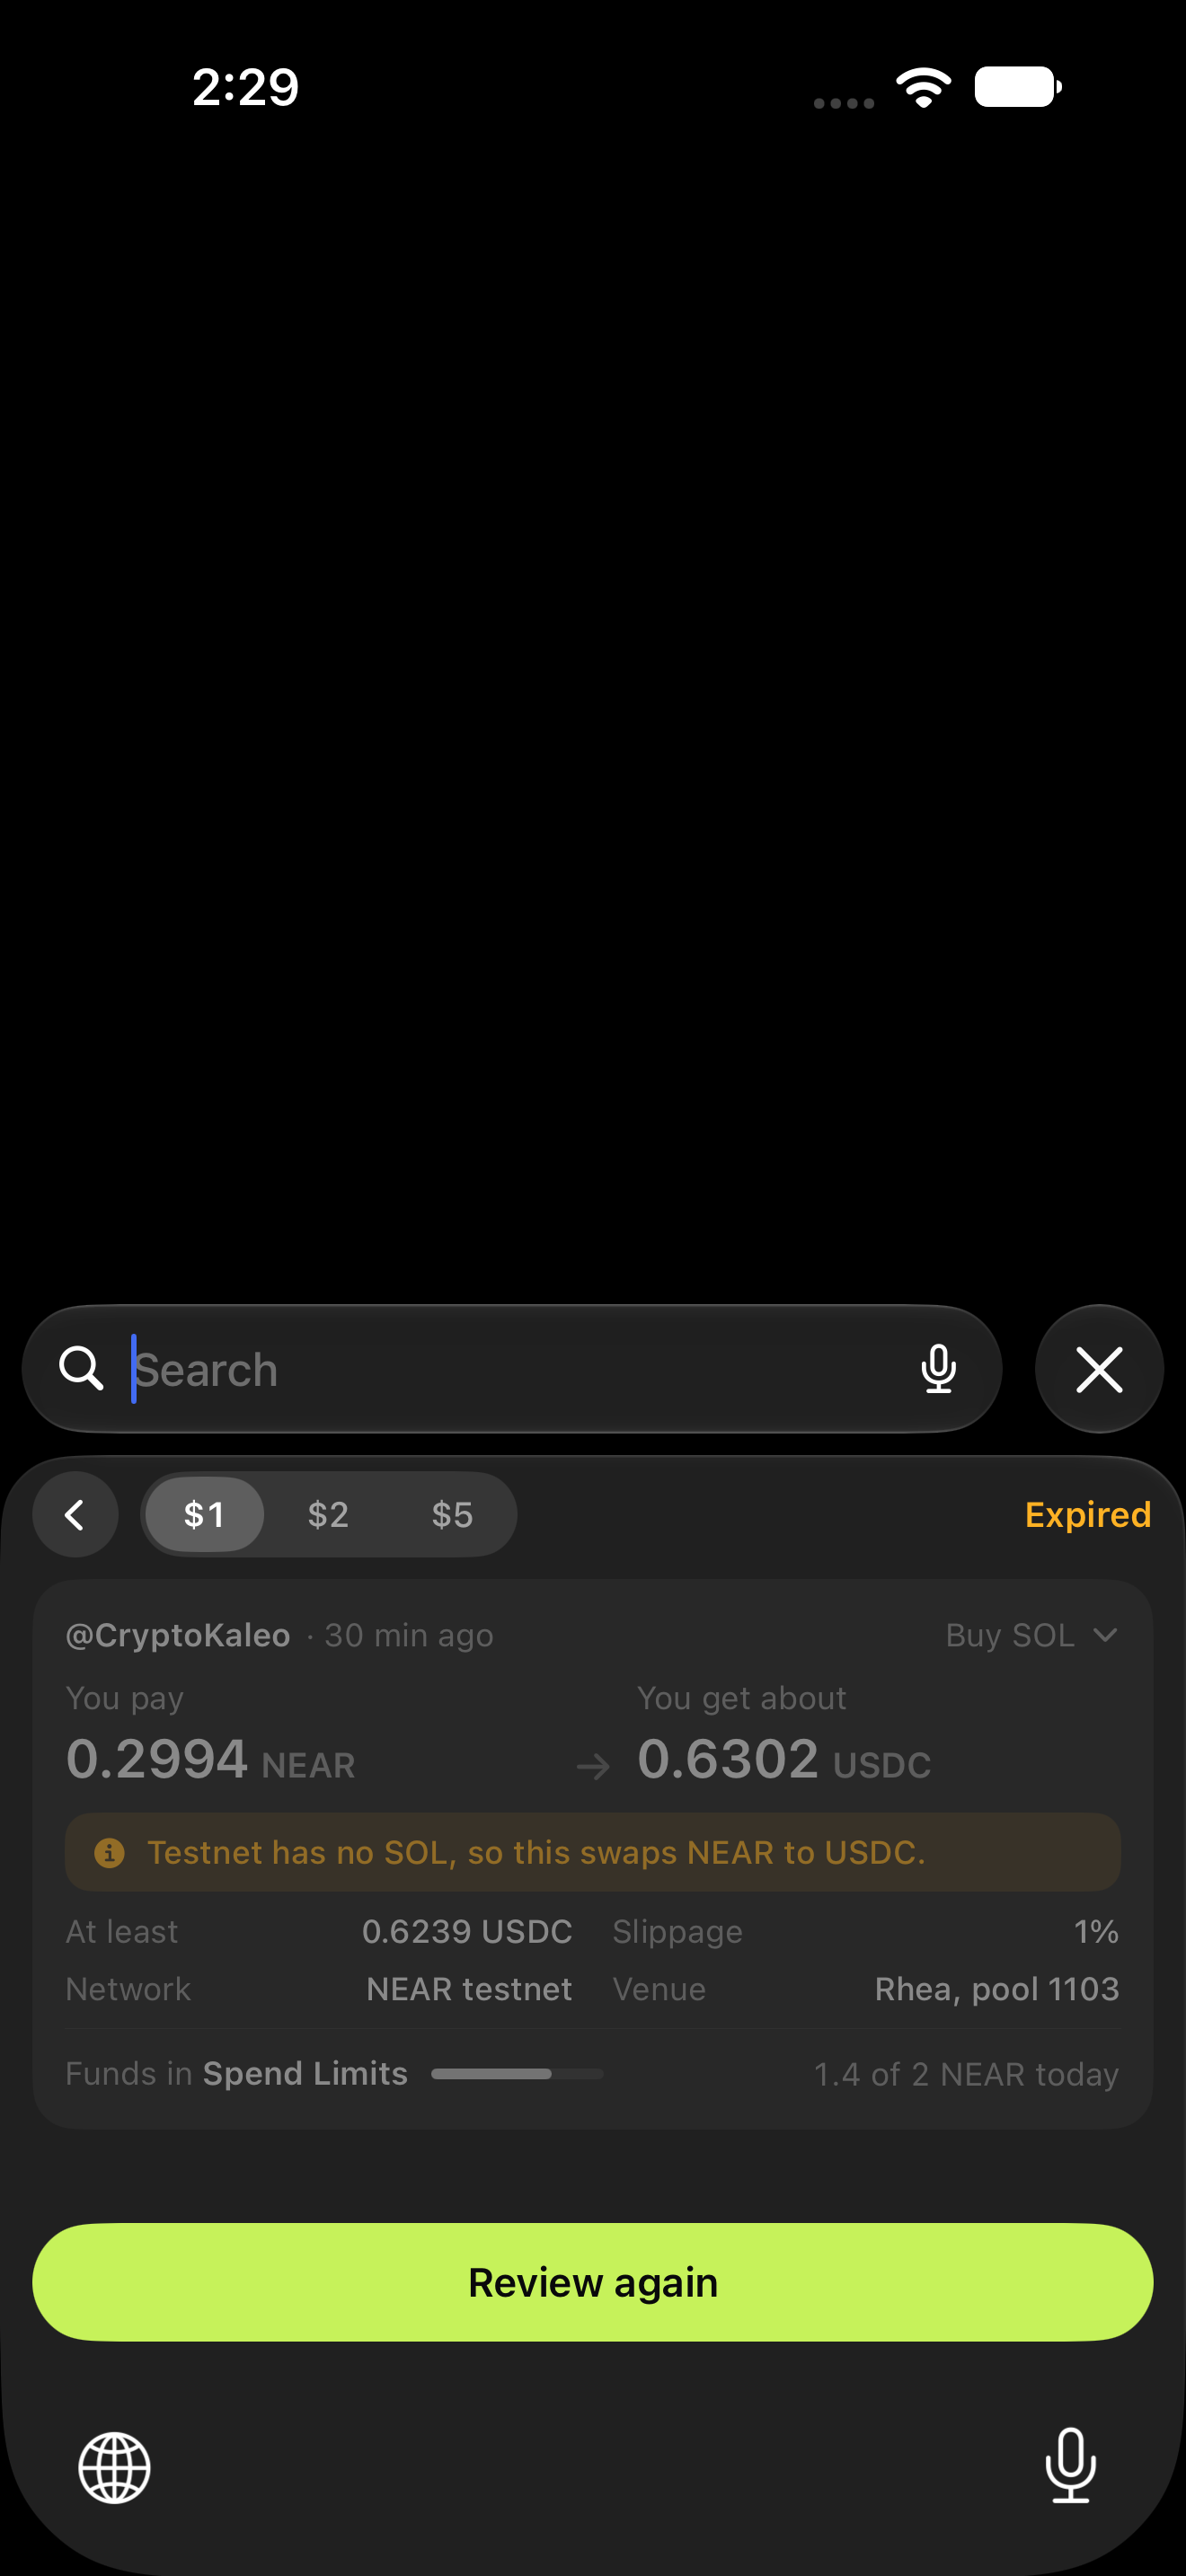 2:29
Search
$1 $2 $5 Expired
@CryptoKaleo · 30 min ago Buy SOL
You pay You get about
0.2994 NEAR → 0.6302 USDC
Testnet has no SOL, so this swaps NEAR to USDC.
At least 0.6239 USDC Slippage 1%
Network NEAR testnet Venue Rhea, pool 1103
Funds in Spend Limits 1.4 of 2 NEAR today
Review again